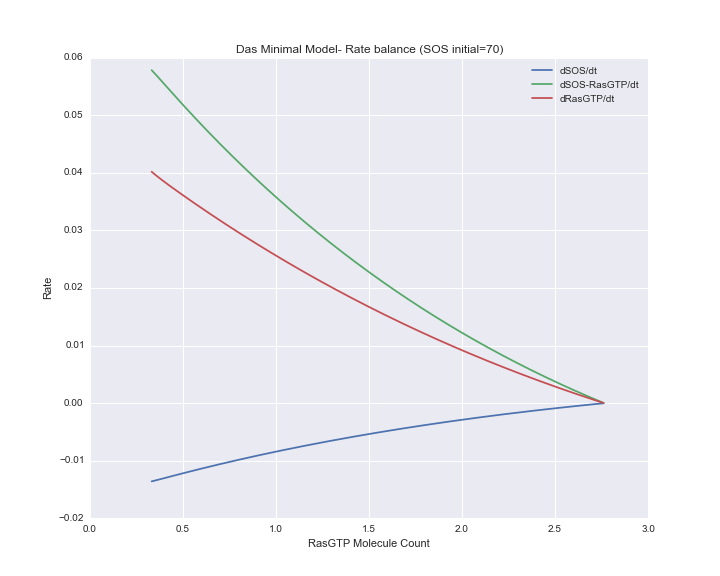 Das Minimal Model- Rate balance (SOS initial=70)
dSOS/dt
dSOS-RasGTP/dt
dRasGTP/dt
Rate
0.06
0.05
0.04
0.03
0.02
0.01
0.00
−0.01
−0.02
0.0 0.5 1.0 1.5 2.0 2.5 3.0
RasGTP Molecule Count